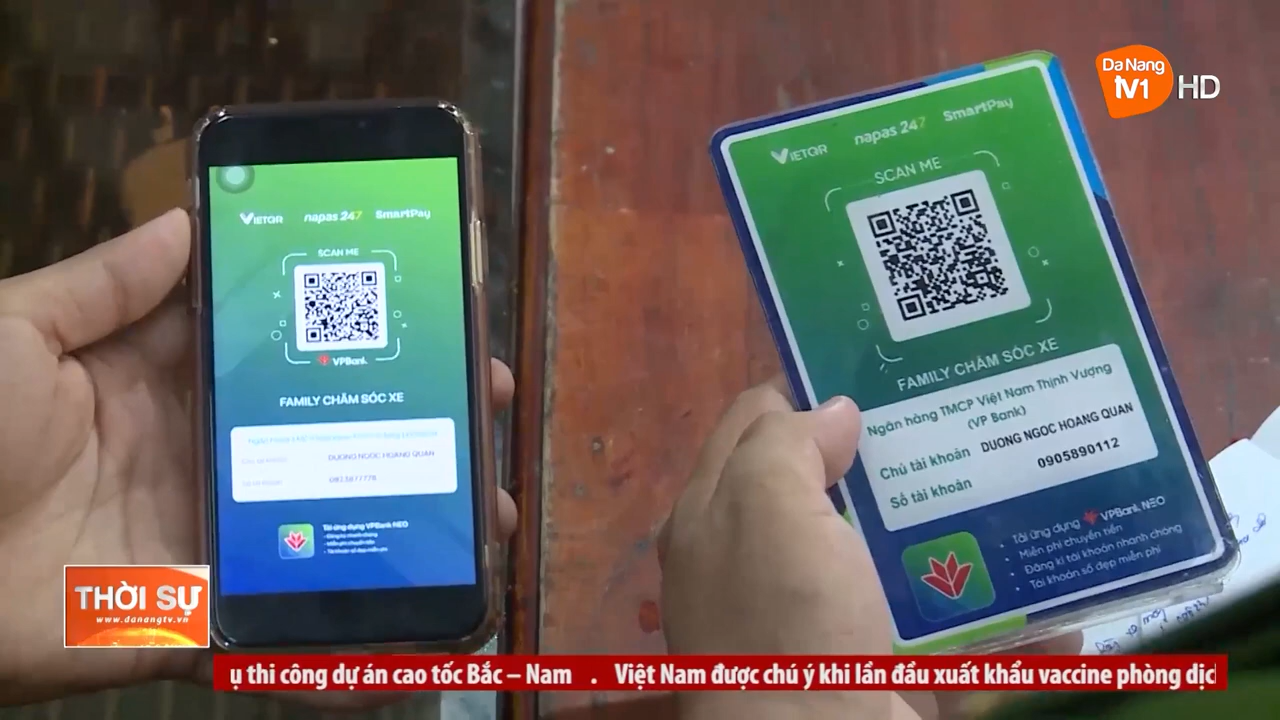 Da Nang
tv1 HD
VIETQR napas 247 SmartPay
SCAN ME
VPBank
FAMILY CHĂM SÓC XE
DUONG NGOC HOANG QUAN
Tải ứng dụng VPBank NEO
VIETQR napas 247 SmartPay
SCAN ME
FAMILY CHĂM SÓC XE
Ngân hàng TMCP Việt Nam Thịnh Vượng
(VP Bank)
Chủ tài khoản DUONG NGOC HOANG QUAN
Số tài khoản 0905890112
Tải ứng dụng VPBank NEO
Miễn phí chuyển tiền
Đăng kí tài khoản nhanh chóng
Tài khoản số đẹp miễn phí
THỜI SỰ
www.danangtv.vn
ụ thi công dự án cao tốc Bắc – Nam . Việt Nam được chú ý khi lần đầu xuất khẩu vaccine phòng dịc